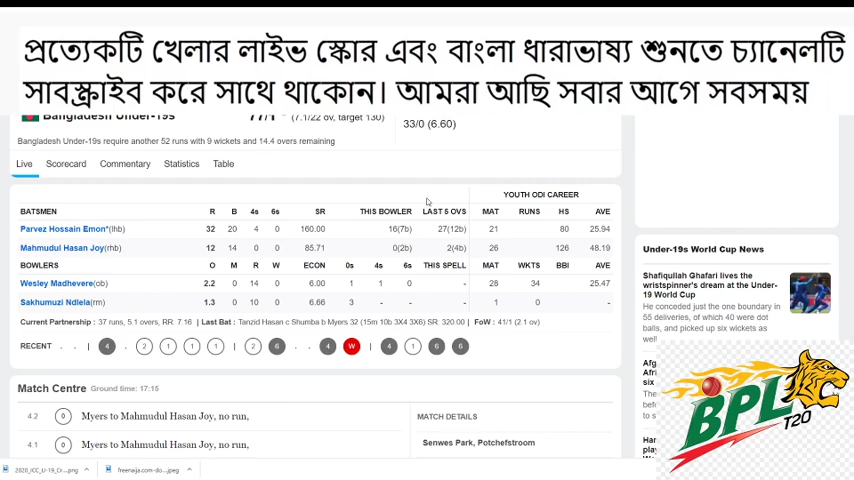 প্রত্যেকটি খেলার লাইভ স্কোর এবং বাংলা ধারাভাষ্য শুনতে চ্যানেলটি
সাবস্ক্রাইব করে সাথে থাকোন। আমরা আছি সবার আগে সবসময়
Bangladesh Under-19s 77/1 * (7.1/22 ov, target 130)
33/0 (6.60)
Bangladesh Under-19s require another 52 runs with 9 wickets and 14.4 overs remaining
Live Scorecard Commentary Statistics Table
YOUTH ODI CAREER
BATSMEN R B 4s 6s SR THIS BOWLER LAST 5 OVS MAT RUNS HS AVE
Parvez Hossain Emon*(lhb) 32 20 4 0 160.00 16(7b) 27(12b) 21 80 25.94
Mahmudul Hasan Joy(rhb) 12 14 0 0 85.71 0(2b) 2(4b) 26 126 48.19
BOWLERS O M R W ECON 0s 4s 6s THIS SPELL MAT WKTS BBI AVE
Wesley Madhevere(ob) 2.2 0 14 0 6.00 1 1 0 - 28 34 25.47
Sakhumuzi Ndlela(rm) 1.3 0 10 0 6.66 3 - - - - 1 0 -
Current Partnership : 37 runs, 5.1 overs, RR: 7.16 | Last Bat : Tanzid Hasan c Shumba b Myers 32 (15m 10b 3X4 3X6) SR: 320.00 | FoW : 41/1 (2.1 ov)
RECENT . . | 4 . 2 1 1 1 | 2 6 . . 4 W | 4 1 6 6
Match Centre Ground time: 17:15
4.2 0 Myers to Mahmudul Hasan Joy, no run,
4.1 0 Myers to Mahmudul Hasan Joy, no run,
MATCH DETAILS
Senwes Park, Potchefstroom
Under-19s World Cup News
Shafiqullah Ghafari lives the
wristspinner's dream at the Under-
19 World Cup
He conceded just the one boundary in
55 deliveries, of which 40 were dot
balls, and picked up six wickets as
well
BPL
T20
2020_ICC_U-19_Cr....png
freenaija.com-do....jpeg